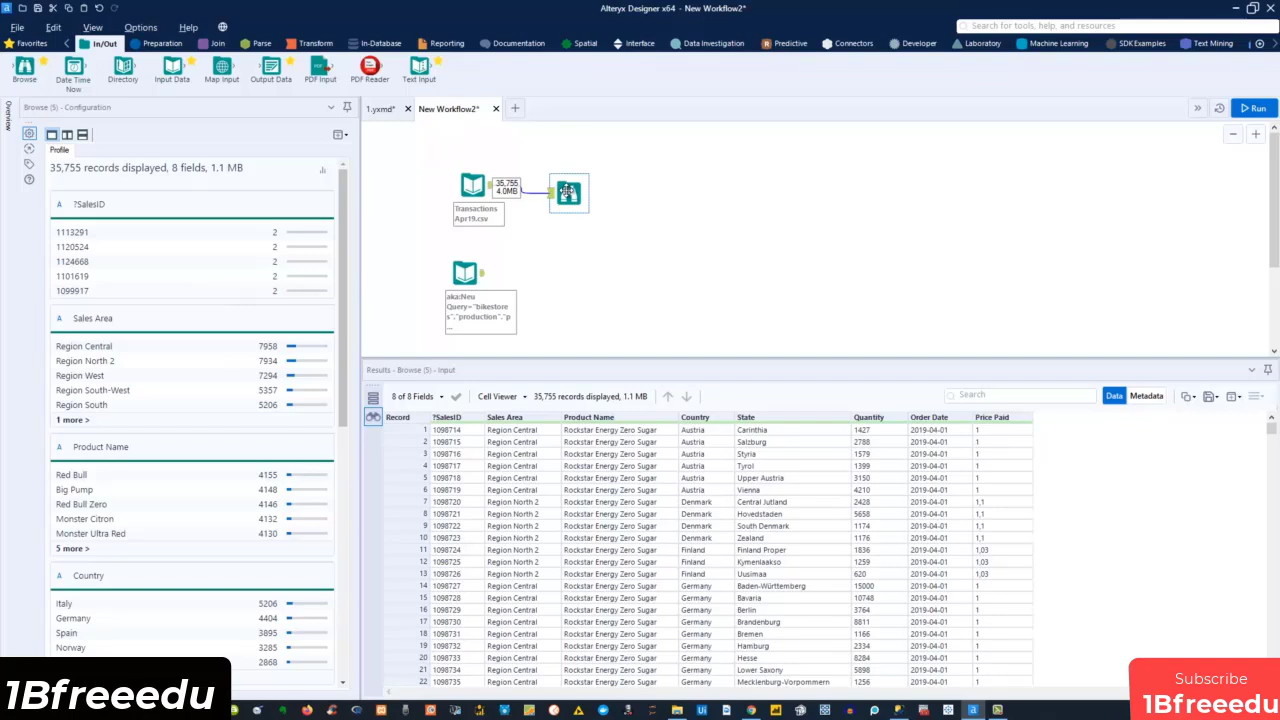 Alteryx Designer x64 - New Workflow2*
File Edit View Options Help
Search for tools, help, and resources
Favorites In/Out Preparation Join Parse Transform In-Database Reporting Documentation Spatial Interface Data Investigation Predictive Connectors Developer Laboratory Machine Learning SDK Examples Text Mining
Browse Date Time Now Directory Input Data Map Input Output Data PDF Input PDF Reader Text Input
Overview
Browse (5) - Configuration
1.yxmd* New Workflow2*
Run
Profile
35,755 records displayed, 8 fields, 1.1 MB
A ?SalesID
1113291 2
1120524 2
1124668 2
1101619 2
1099917 2
A Sales Area
Region Central 7958
Region North 2 7934
Region West 7294
Region South-West 5357
Region South 5206
1 more >
A Product Name
Red Bull 4155
Big Pump 4148
Red Bull Zero 4146
Monster Citron 4132
Monster Ultra Red 4130
5 more >
A Country
Italy 5206
Germany 4404
Spain 3895
Norway 3285
2868
35,755
4.0MB
Transactions
Apr19.csv
aka:Neu
Query="bikestore
s"."production"."p
...
Results - Browse (5) - Input
8 of 8 Fields Cell Viewer 35,755 records displayed, 1.1 MB Search Data Metadata
Record ?SalesID Sales Area Product Name Country State Quantity Order Date Price Paid
1 1098714 Region Central Rockstar Energy Zero Sugar Austria Carinthia 1427 2019-04-01 1
2 1098715 Region Central Rockstar Energy Zero Sugar Austria Salzburg 2788 2019-04-01 1
3 1098716 Region Central Rockstar Energy Zero Sugar Austria Styria 1579 2019-04-01 1
4 1098717 Region Central Rockstar Energy Zero Sugar Austria Tyrol 1399 2019-04-01 1
5 1098718 Region Central Rockstar Energy Zero Sugar Austria Upper Austria 3150 2019-04-01 1
6 1098719 Region Central Rockstar Energy Zero Sugar Austria Vienna 4210 2019-04-01 1
7 1098720 Region North 2 Rockstar Energy Zero Sugar Denmark Central Jutland 2428 2019-04-01 1,1
8 1098721 Region North 2 Rockstar Energy Zero Sugar Denmark Hovedstaden 5658 2019-04-01 1,1
9 1098722 Region North 2 Rockstar Energy Zero Sugar Denmark South Denmark 1174 2019-04-01 1,1
10 1098723 Region North 2 Rockstar Energy Zero Sugar Denmark Zealand 1176 2019-04-01 1,1
11 1098724 Region North 2 Rockstar Energy Zero Sugar Finland Finland Proper 1836 2019-04-01 1,03
12 1098725 Region North 2 Rockstar Energy Zero Sugar Finland Kymenlaakso 1259 2019-04-01 1,03
13 1098726 Region North 2 Rockstar Energy Zero Sugar Finland Uusimaa 620 2019-04-01 1,03
14 1098727 Region Central Rockstar Energy Zero Sugar Germany Baden-Württemberg 15000 2019-04-01 1
15 1098728 Region Central Rockstar Energy Zero Sugar Germany Bavaria 10748 2019-04-01 1
16 1098729 Region Central Rockstar Energy Zero Sugar Germany Berlin 3764 2019-04-01 1
17 1098730 Region Central Rockstar Energy Zero Sugar Germany Brandenburg 8811 2019-04-01 1
18 1098731 Region Central Rockstar Energy Zero Sugar Germany Bremen 1166 2019-04-01 1
19 1098732 Region Central Rockstar Energy Zero Sugar Germany Hamburg 2334 2019-04-01 1
20 1098733 Region Central Rockstar Energy Zero Sugar Germany Hesse 8284 2019-04-01 1
21 1098734 Region Central Rockstar Energy Zero Sugar Germany Lower Saxony 5898 2019-04-01 1
22 1098735 Region Central Rockstar Energy Zero Sugar Germany Mecklenburg-Vorpommern 1256 2019-04-01 1
1Bfreeedu
Subscribe
1Bfreeedu